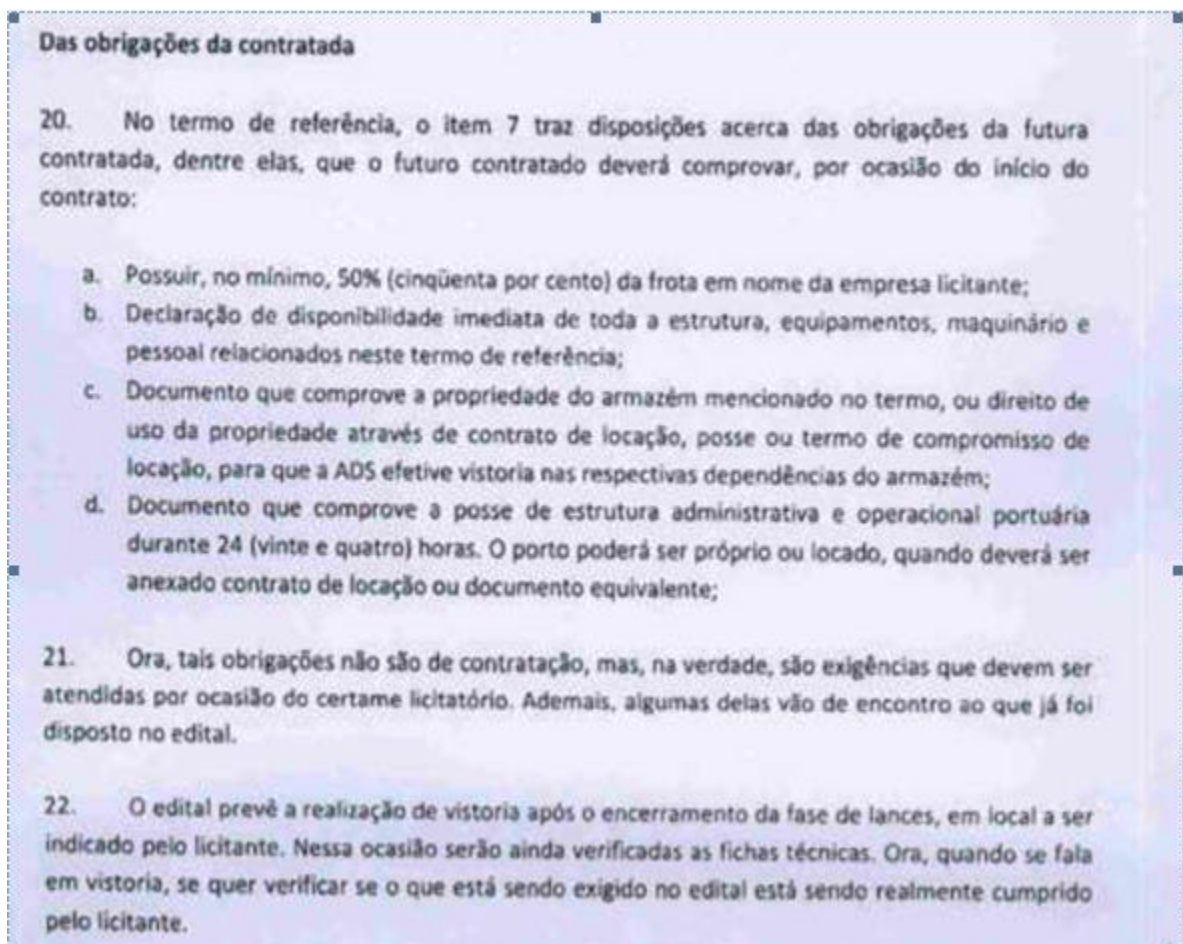 Das obrigações da contratada
20. No termo de referência, o item 7 traz disposições acerca das obrigações da futura
contratada, dentre elas, que o futuro contratado deverá comprovar, por ocasião do início do
contrato:
a. Possuir, no mínimo, 50% (cinqüenta por cento) da frota em nome da empresa licitante;
b. Declaração de disponibilidade imediata de toda a estrutura, equipamentos, maquinário e
pessoal relacionados neste termo de referência;
c. Documento que comprove a propriedade do armazém mencionado no termo, ou direito de
uso da propriedade através de contrato de locação, posse ou termo de compromisso de
locação, para que a ADS efetive vistoria nas respectivas dependências do armazém;
d. Documento que comprove a posse de estrutura administrativa e operacional portuária
durante 24 (vinte e quatro) horas. O porto poderá ser próprio ou locado, quando deverá ser
anexado contrato de locação ou documento equivalente;
21. Ora, tais obrigações não são de contratação, mas, na verdade, são exigências que devem ser
atendidas por ocasião do certame licitatório. Ademais, algumas delas vão de encontro ao que já foi
disposto no edital.
22. O edital prevê a realização de vistoria após o encerramento da fase de lances, em local a ser
indicado pelo licitante. Nessa ocasião serão ainda verificadas as fichas técnicas. Ora, quando se fala
em vistoria, se quer verificar se o que está sendo exigido no edital está sendo realmente cumprido
pelo licitante.